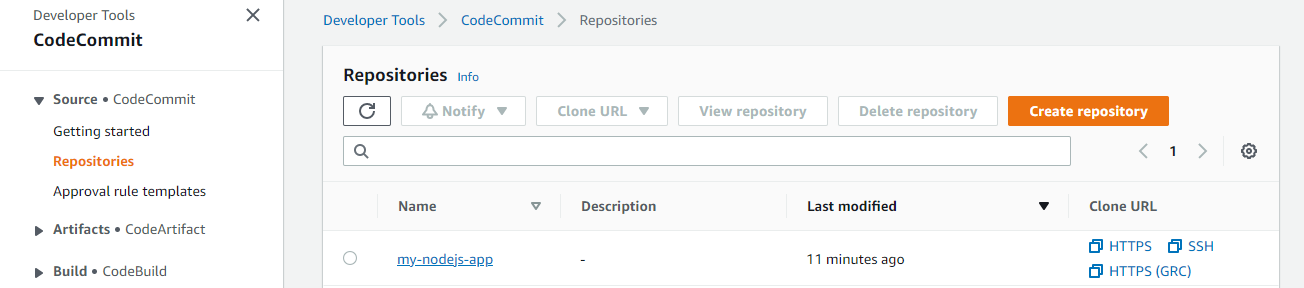 Developer Tools
CodeCommit
Source • CodeCommit
Getting started
Repositories
Approval rule templates
Artifacts • CodeArtifact
Build • CodeBuild
Developer Tools CodeCommit Repositories
Repositories Info
Notify Clone URL View repository Delete repository Create repository
1
Name Description Last modified Clone URL
my-nodejs-app - 11 minutes ago HTTPS SSH
HTTPS (GRC)